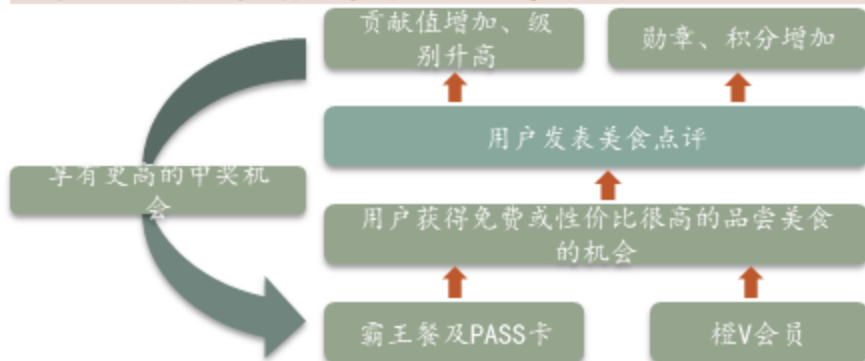 贡献值增加、级
别升高
勋章、积分增加
用户发表美食点评
享有更高的中奖机
会
用户获得免费或性价比很高的品尝美食
的机会
霸王餐及PASS卡
橙V会员